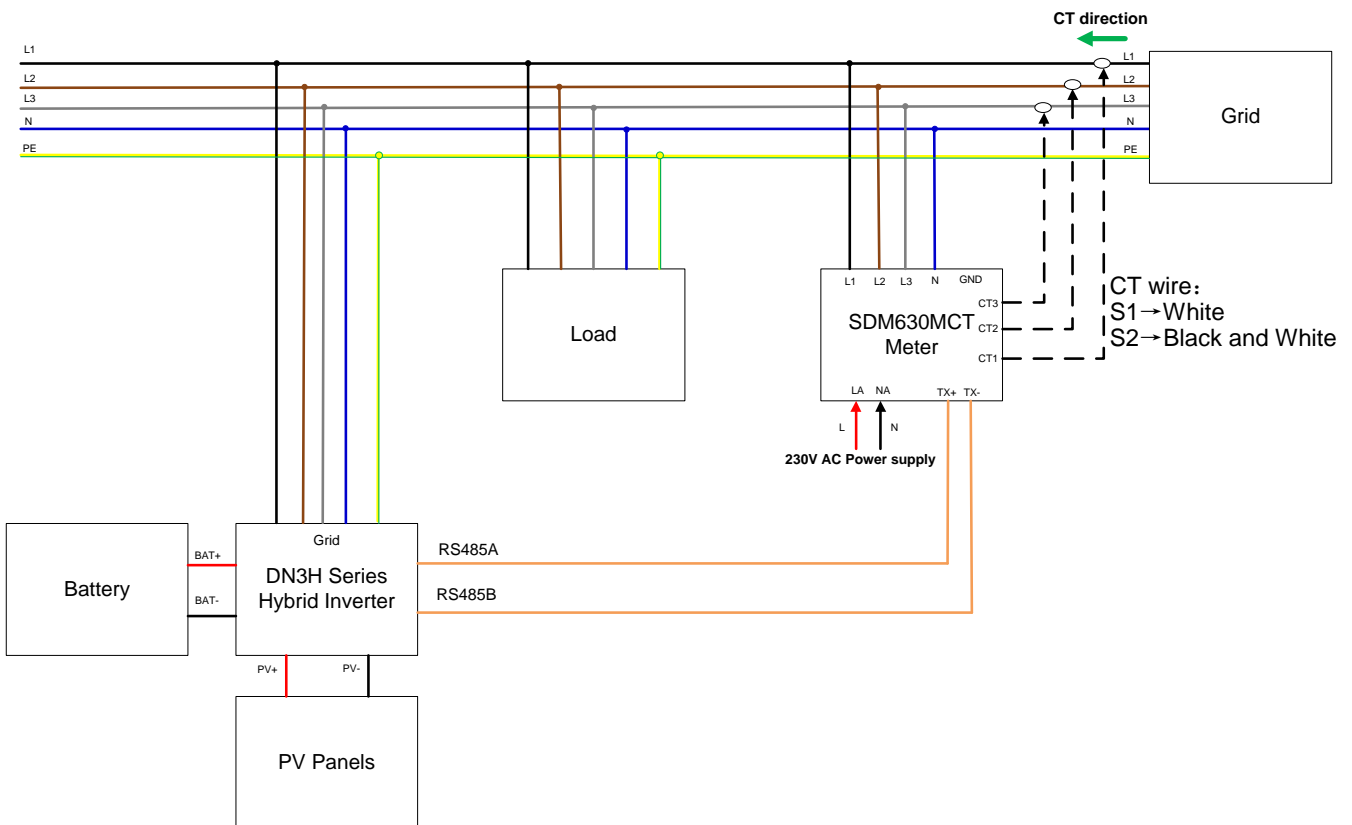 CT direction
L1
L1
L2
L2
L3
L3
N
N
PE
PE
Grid
L1 L2 L3 N GND
CT3
CT2
CT1
SDM630MCT
Meter
Load
CT wire：
S1→White
S2→Black and White
LA NA
TX+ TX-
L
N
230V AC Power supply
Grid
DN3H Series
Hybrid Inverter
RS485A
RS485B
BAT+
BAT-
Battery
PV+
PV-
PV Panels